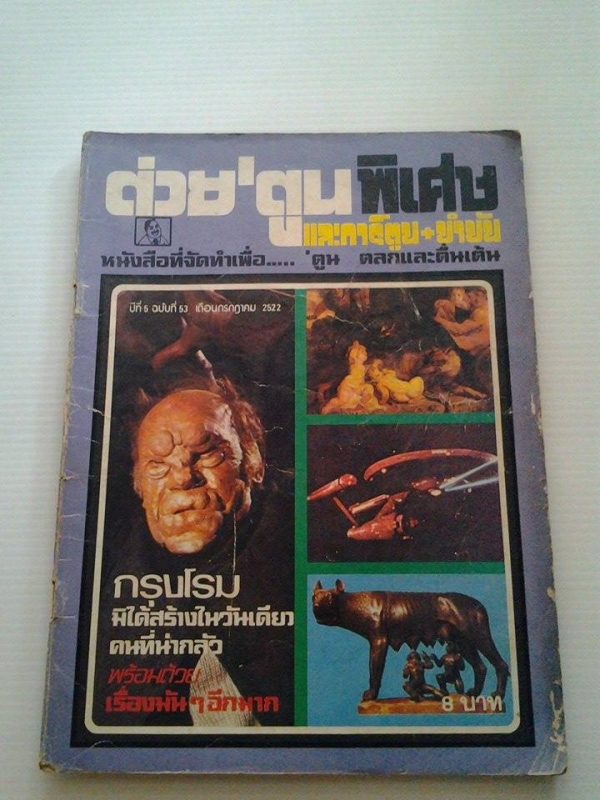 ต่วย'ตูน พิเศษ
และการ์ตูน+ขำขัน
หนังสือที่จัดทำเพื่อ..... 'ตูน ตลกและตื่นเต้น
ปีที่ 5 ฉบับที่ 53 เดือนกรกฎาคม 2522
กรุงโรม
มิได้สร้างในวันเดียว
คนที่น่ากลัว
พร้อมด้วย
เรื่องมันๆอีกมาก
8 บาท